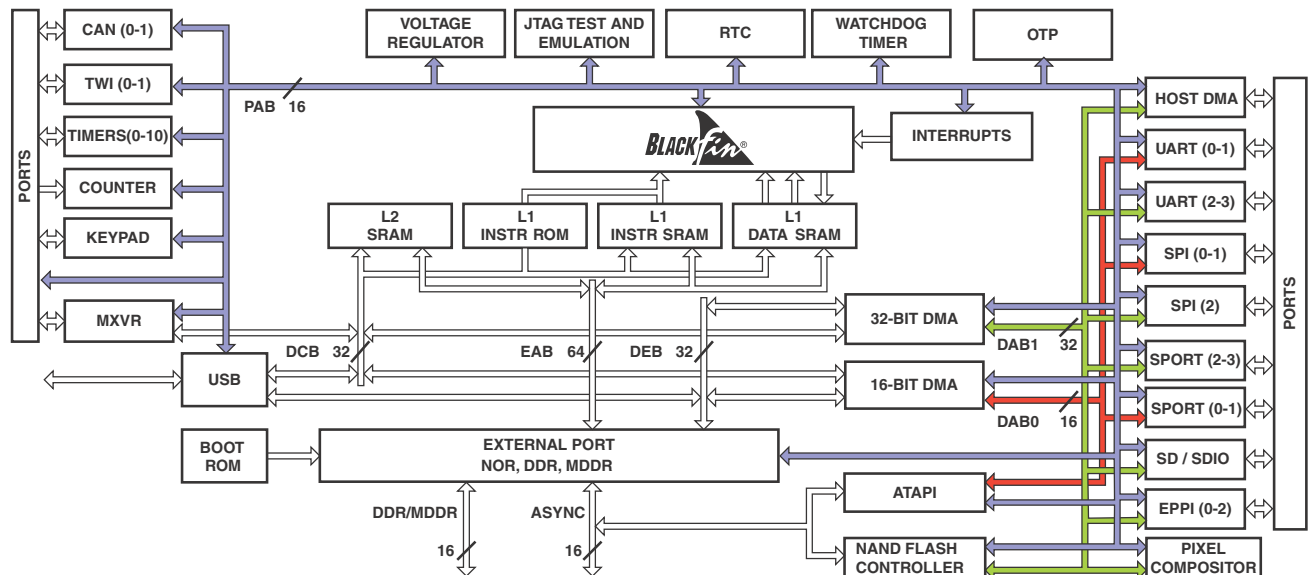 CAN (0-1)
VOLTAGE
REGULATOR
JTAG TEST AND
EMULATION
RTC
WATCHDOG
TIMER
OTP
TWI (0-1)
PAB 16
HOST DMA
TIMERS(0-10)
BLACKfin®
INTERRUPTS
UART (0-1)
PORTS
COUNTER
UART (2-3)
L2
SRAM
L1
INSTR ROM
L1
INSTR SRAM
L1
DATA SRAM
KEYPAD
SPI (0-1)
PORTS
MXVR
32-BIT DMA
SPI (2)
DCB 32
EAB 64
DEB 32
DAB1 32
USB
16-BIT DMA
SPORT (2-3)
SPORT (0-1)
DAB0 16
BOOT
ROM
EXTERNAL PORT
NOR, DDR, MDDR
SD / SDIO
ATAPI
EPPI (0-2)
DDR/MDDR
ASYNC
16
16
NAND FLASH
CONTROLLER
PIXEL
COMPOSITOR